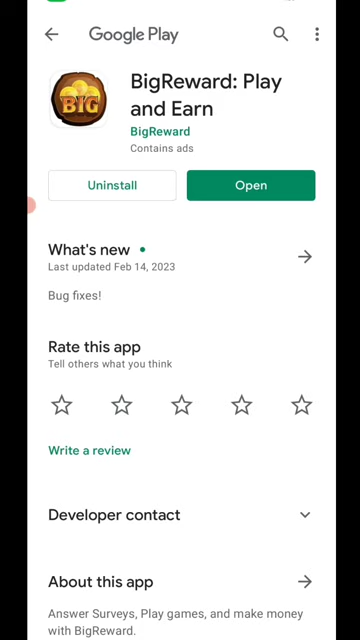 Google Play
BIG
BigReward: Play
and Earn
BigReward
Contains ads
Uninstall
Open
What's new
Last updated Feb 14, 2023
Bug fixes!
Rate this app
Tell others what you think
Write a review
Developer contact
About this app
Answer Surveys, Play games, and make money
with BigReward.